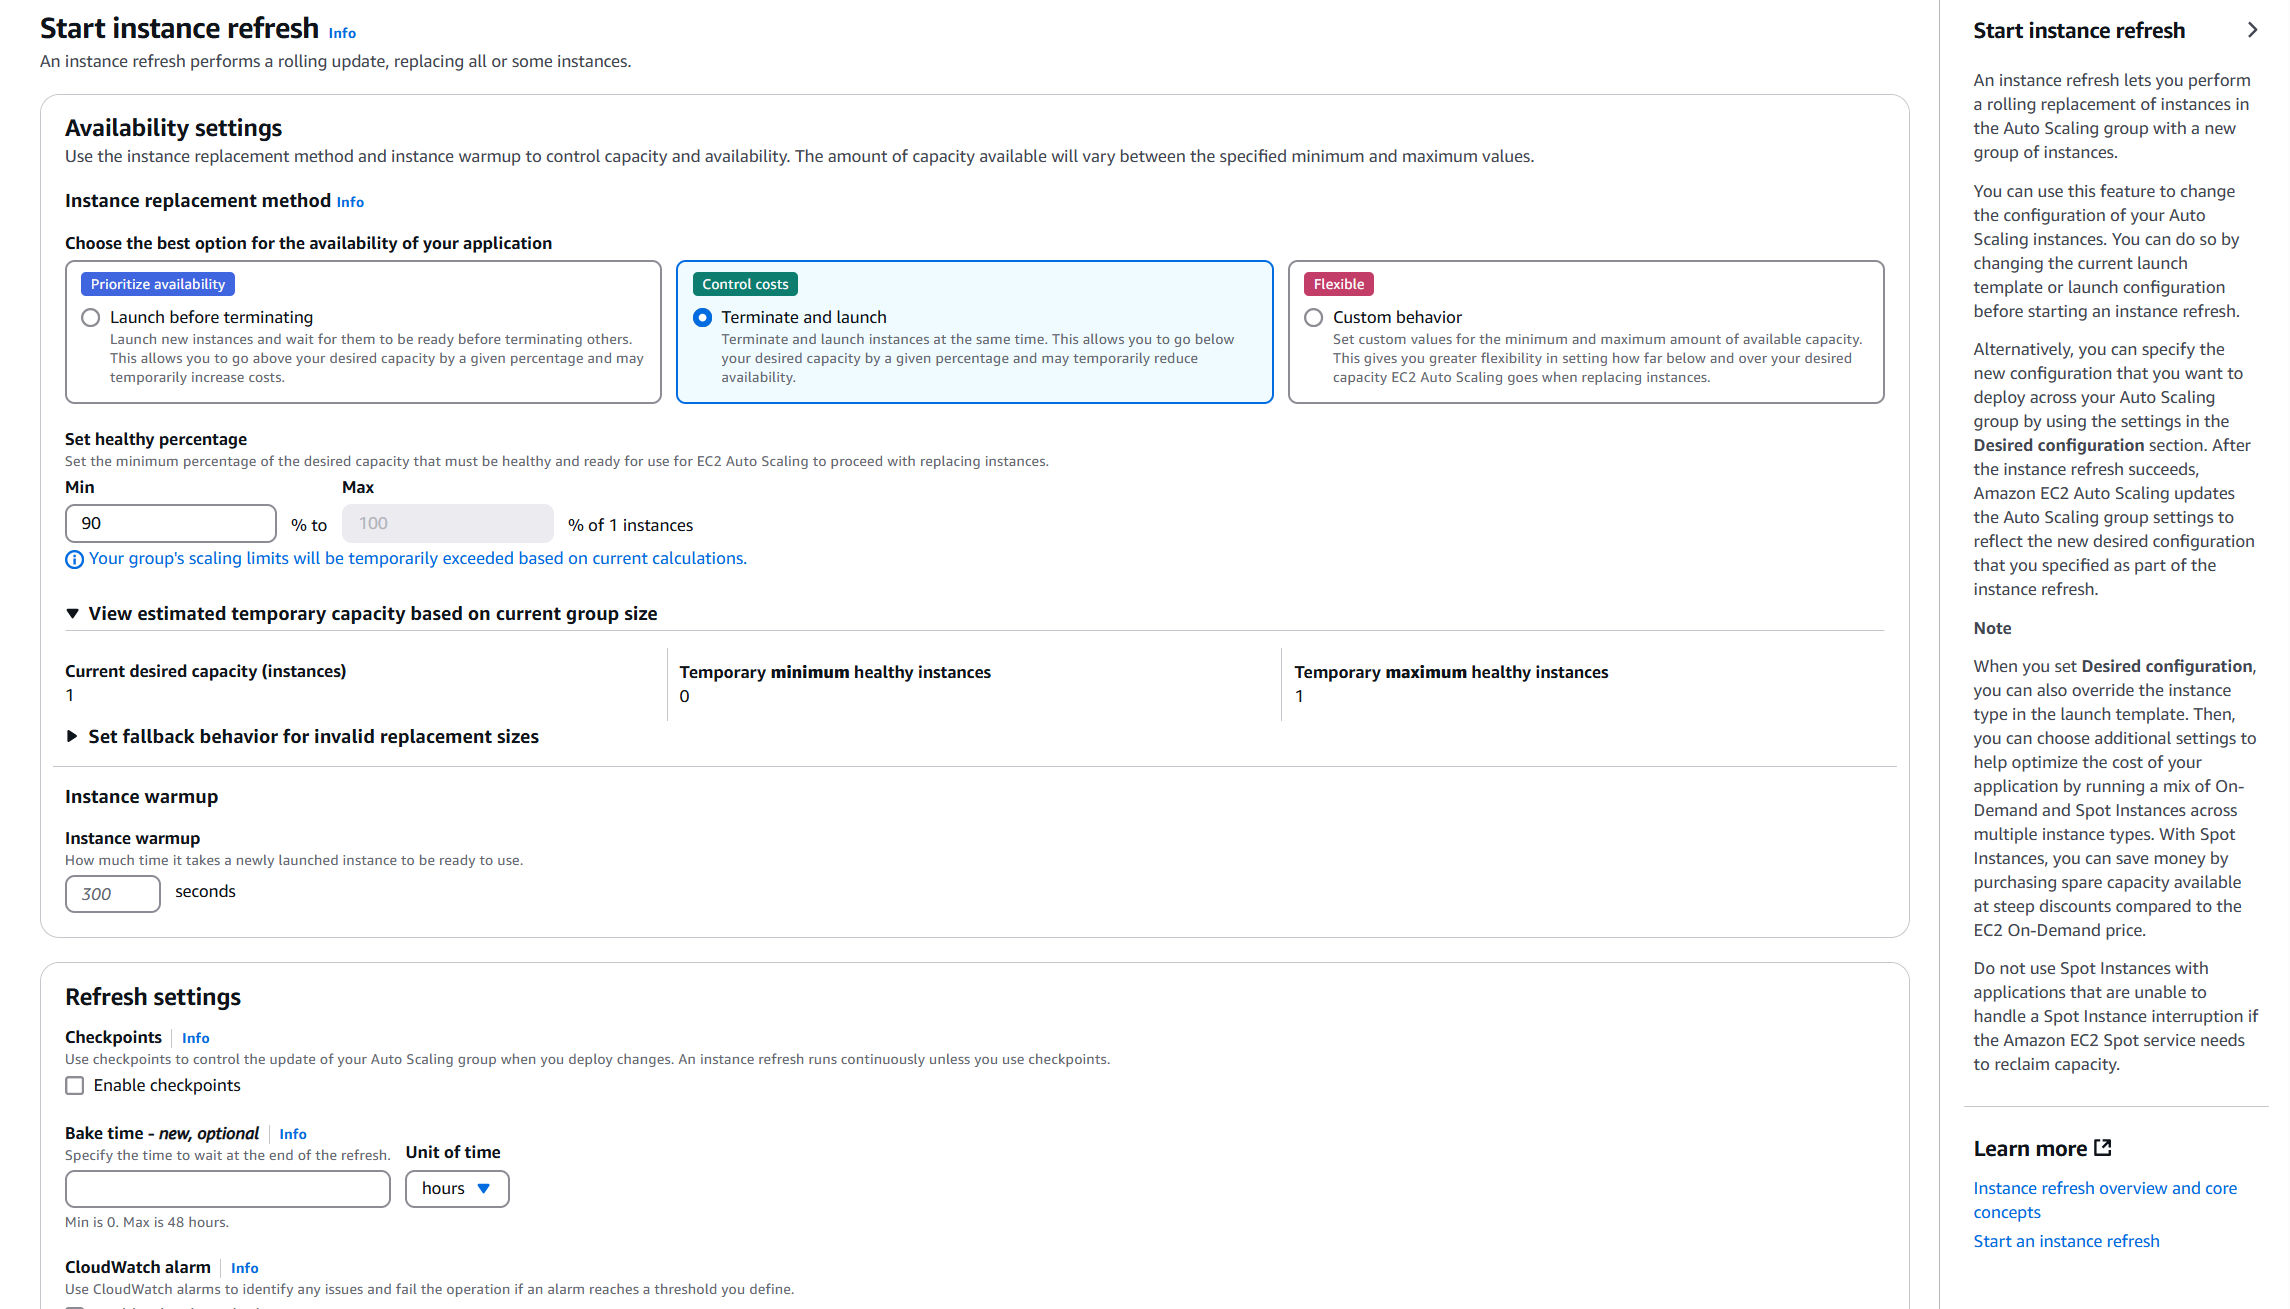 Start instance refresh Info
An instance refresh performs a rolling update, replacing all or some instances.
Availability settings
Use the instance replacement method and instance warmup to control capacity and availability. The amount of capacity available will vary between the specified minimum and maximum values.
Instance replacement method Info
Choose the best option for the availability of your application
Prioritize availability
Launch before terminating
Launch new instances and wait for them to be ready before terminating others.
This allows you to go above your desired capacity by a given percentage and may
temporarily increase costs.
Control costs
Terminate and launch
Terminate and launch instances at the same time. This allows you to go below
your desired capacity by a given percentage and may temporarily reduce
availability.
Flexible
Custom behavior
Set custom values for the minimum and maximum amount of available capacity.
This gives you greater flexibility in setting how far below and over your desired
capacity EC2 Auto Scaling goes when replacing instances.
Set healthy percentage
Set the minimum percentage of the desired capacity that must be healthy and ready for use for EC2 Auto Scaling to proceed with replacing instances.
Min Max
90 % to 100 % of 1 instances
Your group's scaling limits will be temporarily exceeded based on current calculations.
View estimated temporary capacity based on current group size
Current desired capacity (instances)
1
Temporary minimum healthy instances
0
Temporary maximum healthy instances
1
Set fallback behavior for invalid replacement sizes
Instance warmup
Instance warmup
How much time it takes a newly launched instance to be ready to use.
300 seconds
Refresh settings
Checkpoints Info
Use checkpoints to control the update of your Auto Scaling group when you deploy changes. An instance refresh runs continuously unless you use checkpoints.
Enable checkpoints
Bake time - new, optional Info
Specify the time to wait at the end of the refresh.
Unit of time
hours
Min is 0. Max is 48 hours.
CloudWatch alarm Info
Use CloudWatch alarms to identify any issues and fail the operation if an alarm reaches a threshold you define.
Start instance refresh
An instance refresh lets you perform
a rolling replacement of instances in
the Auto Scaling group with a new
group of instances.
You can use this feature to change
the configuration of your Auto
Scaling instances. You can do so by
changing the current launch
template or launch configuration
before starting an instance refresh.
Alternatively, you can specify the
new configuration that you want to
deploy across your Auto Scaling
group by using the settings in the
Desired configuration section. After
the instance refresh succeeds,
Amazon EC2 Auto Scaling updates
the Auto Scaling group settings to
reflect the new desired configuration
that you specified as part of the
instance refresh.
Note
When you set Desired configuration,
you can also override the instance
type in the launch template. Then,
you can choose additional settings to
help optimize the cost of your
application by running a mix of On-
Demand and Spot Instances across
multiple instance types. With Spot
Instances, you can save money by
purchasing spare capacity available
at steep discounts compared to the
EC2 On-Demand price.
Do not use Spot Instances with
applications that are unable to
handle a Spot Instance interruption if
the Amazon EC2 Spot service needs
to reclaim capacity.
Learn more
Instance refresh overview and core
concepts
Start an instance refresh